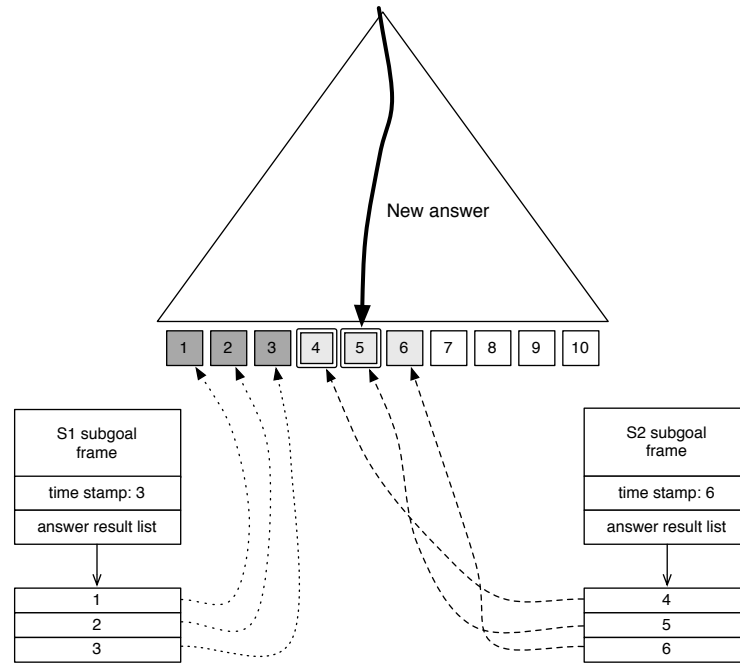 New answer
1 2 3 4 5 6 7 8 9 10
S1 subgoal
frame
time stamp: 3
answer result list
1
2
3
S2 subgoal
frame
time stamp: 6
answer result list
4
5
6